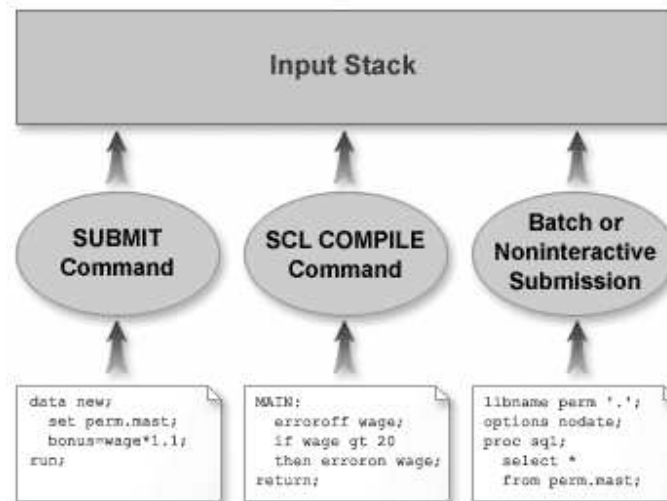 Input Stack
SUBMIT
Command
SCL COMPILE
Command
Batch or
Noninteractive
Submission
data new;
  set perm.mast;
  bonus=wage*1.1;
run;
MAIN:
  erroroff wage;
  if wage gt 20
  then erroron wage;
return;
libname perm '.';
options nodate;
proc sql;
  select *
  from perm.mast;